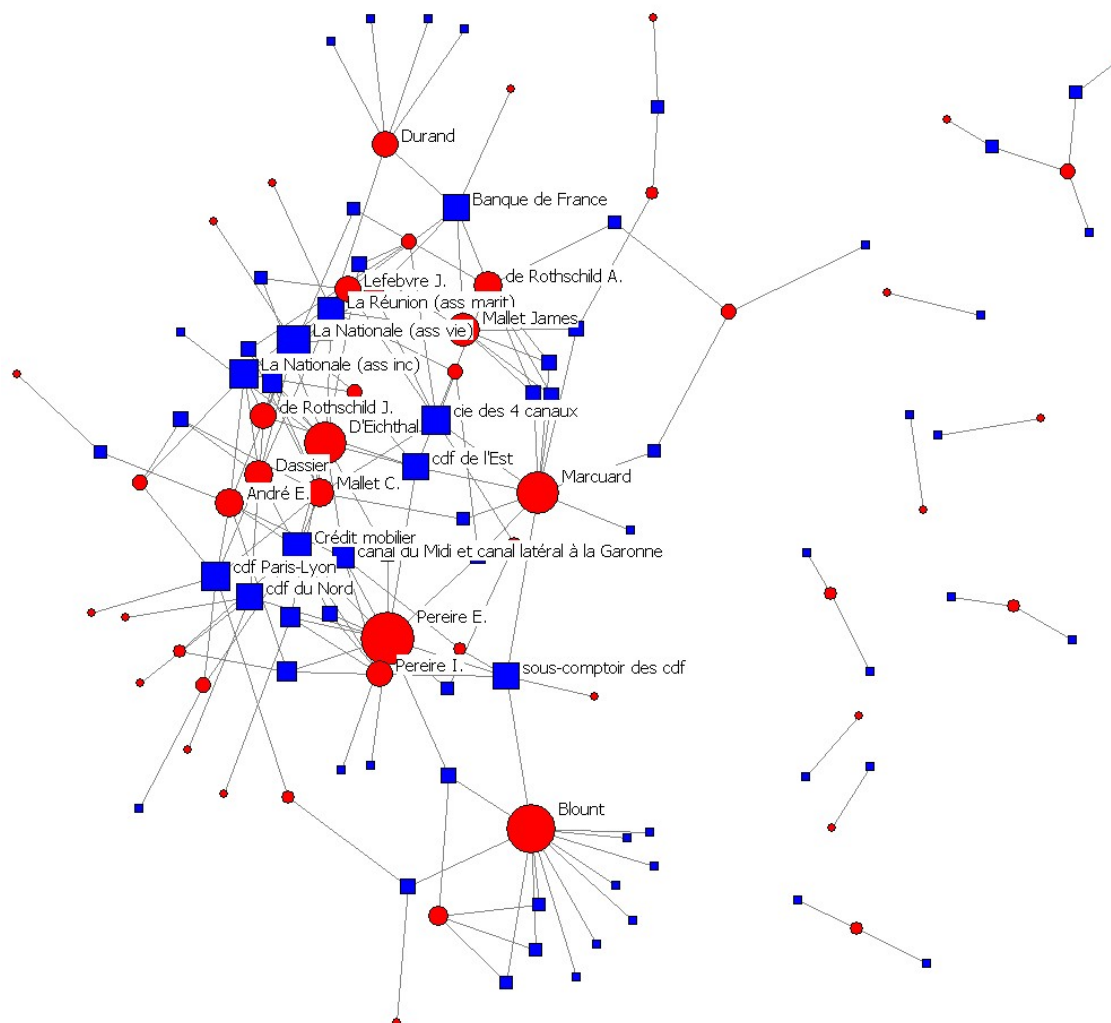 Durand
Banque de France
de Rothschild A.
Lefebvre J.
La Réunion (ass marit)
Mallet James
La Nationale (ass vie)
La Nationale (ass inc)
de Rothschild J.
cie des 4 canaux
D'Eichthal
cdf de l'Est
Dassier
Marcuard
Mallet C.
André E.
Crédit mobilier
canal du Midi et canal latéral à la Garonne
cdf Paris-Lyon
cdf du Nord
Pereire E.
Pereire I.
sous-comptoir des cdf
Blount